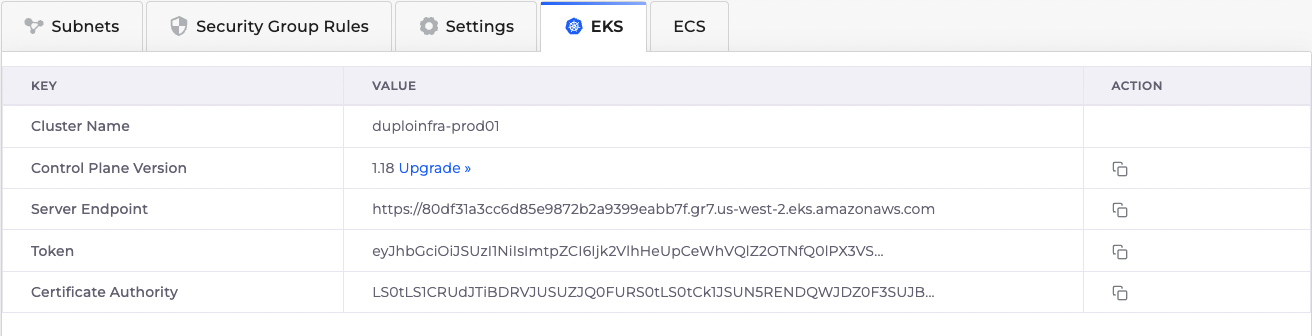 Subnets Security Group Rules Settings EKS ECS
KEY VALUE ACTION
Cluster Name duploinfra-prod01
Control Plane Version 1.18 Upgrade »
Server Endpoint https://80df31a3cc6d85e9872b2a9399eabb7f.gr7.us-west-2.eks.amazonaws.com
Token eyJhbGciOiJSUzI1NiIsImtpZCI6Ijk2VlhHeUpCeWhVQlZ2OTNfQ0lPX3VS...
Certificate Authority LS0tLS1CRUdJTiBDRVJUSUZJQ0FURS0tLS0tCk1JSUN5RENDQWJDZ0F3SUJB...